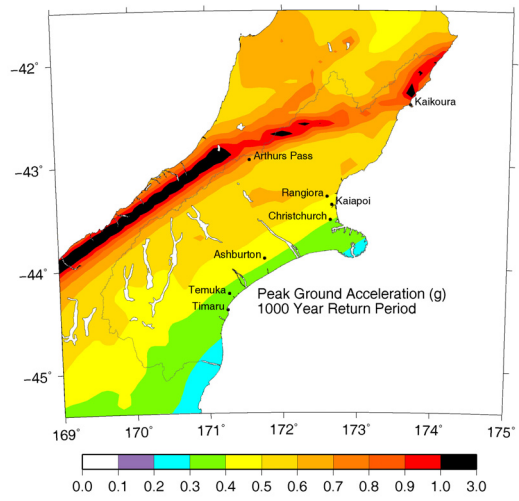 −42°
Kaikoura
−43°
Arthurs Pass
Rangiora
Kaiapoi
Christchurch
Ashburton
−44°
Temuka
Peak Ground Acceleration (g)
Timaru
1000 Year Return Period
−45°
169° 170° 171° 172° 173° 174° 175°
0.0 0.1 0.2 0.3 0.4 0.5 0.6 0.7 0.8 0.9 1.0 3.0